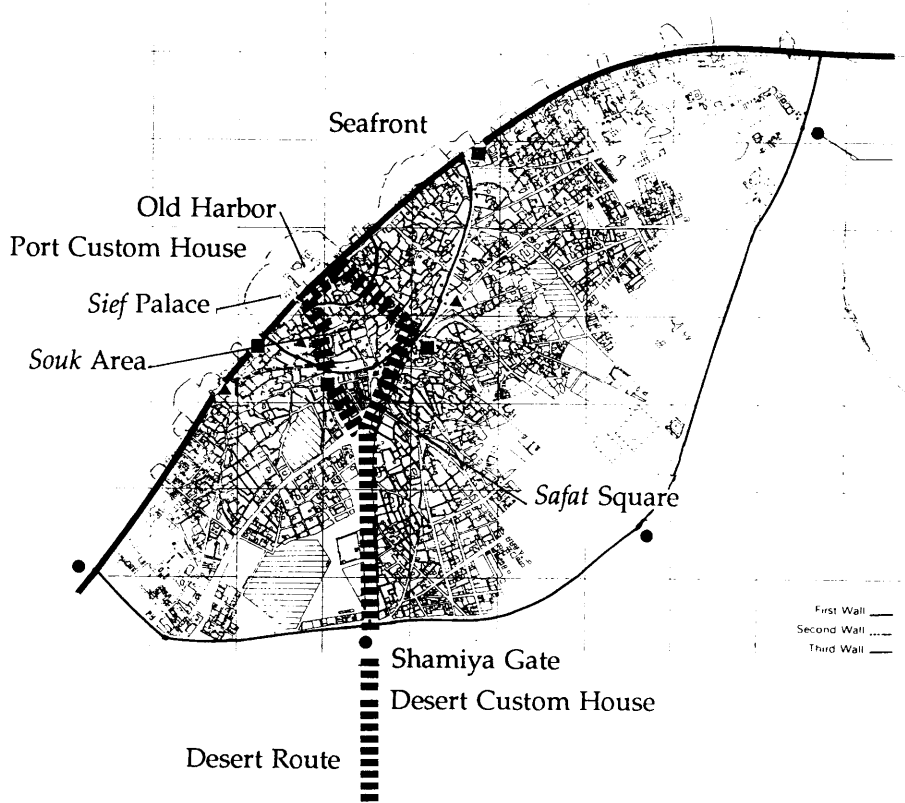 Seafront
Old Harbor
Port Custom House
Sief Palace
Souk Area
Safat Square
First Wall
Second Wall
Third Wall
Shamiya Gate
Desert Custom House
Desert Route